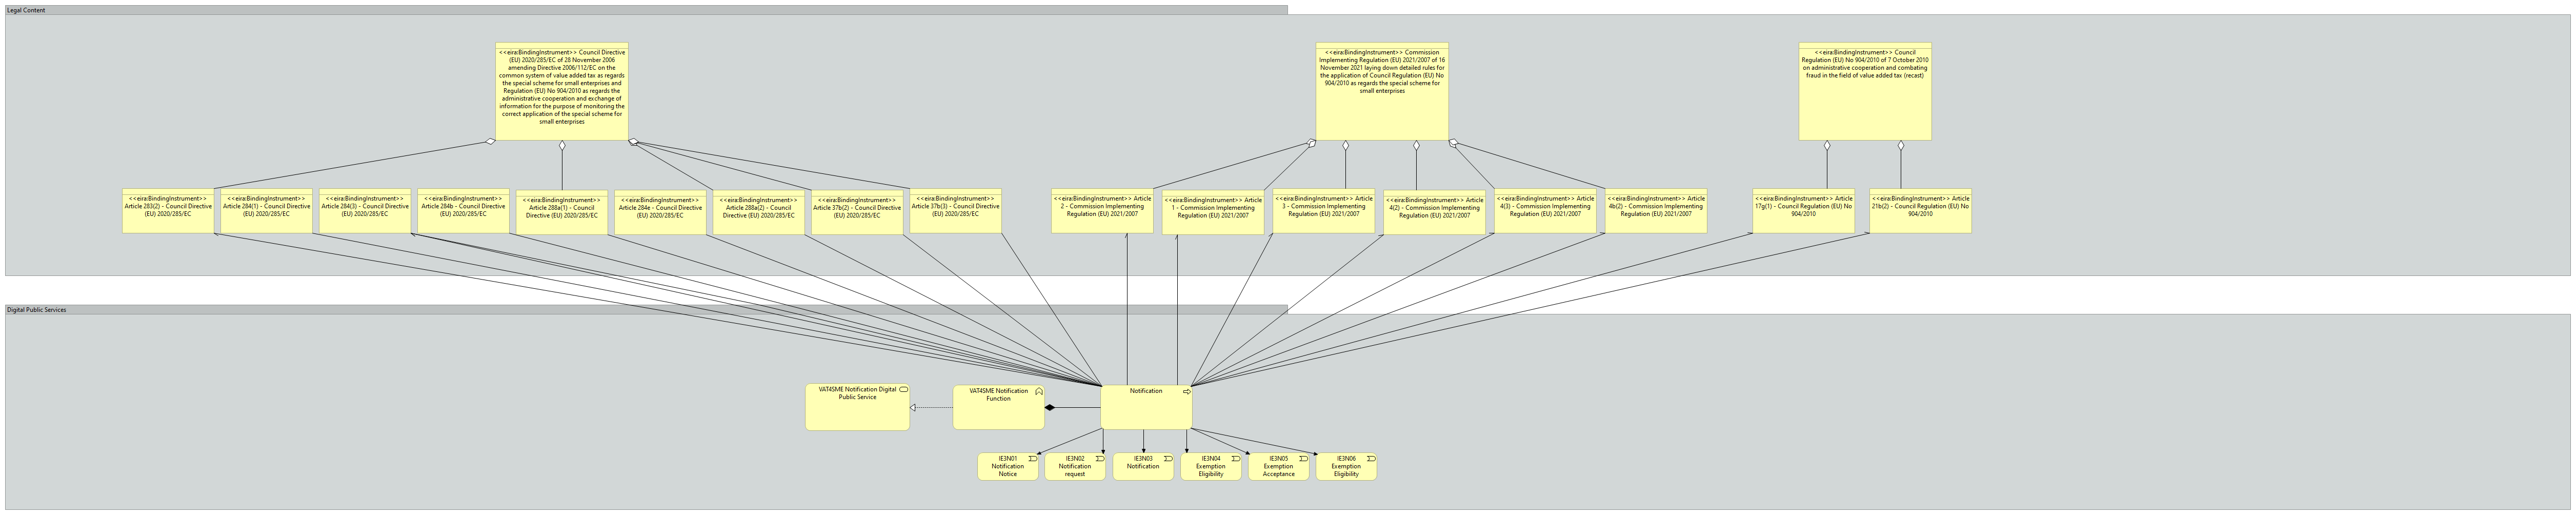 Legal Content
<<eira:BindingInstrument>> Council Directive
(EU) 2020/285/EC of 28 November 2006
amending Directive 2006/112/EC on the
common system of value added tax as regards
the special scheme for small enterprises and
Regulation (EU) No 904/2010 as regards the
administrative cooperation and exchange of
information for the purpose of monitoring the
correct application of the special scheme for
small enterprises
<<eira:BindingInstrument>> Commission
Implementing Regulation (EU) 2021/2007 of 16
November 2021 laying down detailed rules for
the application of Council Regulation (EU) No
904/2010 as regards the special scheme for
small enterprises
<<eira:BindingInstrument>> Council
Regulation (EU) No 904/2010 of 7 October 2010
on administrative cooperation and combating
fraud in the field of value added tax (recast)
<<eira:BindingInstrument>>
Article 283(2) - Council Directive
(EU) 2020/285/EC
<<eira:BindingInstrument>>
Article 284(1) - Council Directive
(EU) 2020/285/EC
<<eira:BindingInstrument>>
Article 284(3) - Council Directive
(EU) 2020/285/EC
<<eira:BindingInstrument>>
Article 284b - Council Directive
(EU) 2020/285/EC
<<eira:BindingInstrument>>
Article 288a(1) - Council
Directive (EU) 2020/285/EC
<<eira:BindingInstrument>>
Article 284e - Council Directive
(EU) 2020/285/EC
<<eira:BindingInstrument>>
Article 288a(2) - Council
Directive (EU) 2020/285/EC
<<eira:BindingInstrument>>
Article 37b(2) - Council Directive
(EU) 2020/285/EC
<<eira:BindingInstrument>>
Article 37b(3) - Council Directive
(EU) 2020/285/EC
<<eira:BindingInstrument>> Article
2 - Commission Implementing
Regulation (EU) 2021/2007
<<eira:BindingInstrument>> Article
1 - Commission Implementing
Regulation (EU) 2021/2007
<<eira:BindingInstrument>> Article
3 - Commission Implementing
Regulation (EU) 2021/2007
<<eira:BindingInstrument>> Article
4(2) - Commission Implementing
Regulation (EU) 2021/2007
<<eira:BindingInstrument>> Article
4(3) - Commission Implementing
Regulation (EU) 2021/2007
<<eira:BindingInstrument>> Article
4b(2) - Commission Implementing
Regulation (EU) 2021/2007
<<eira:BindingInstrument>> Article
17g(1) - Council Regulation (EU) No
904/2010
<<eira:BindingInstrument>> Article
21b(2) - Council Regulation (EU) No
904/2010
Digital Public Services
VAT4SME Notification Digital
Public Service
VAT4SME Notification
Function
Notification
IE3N01
Notification
Notice
IE3N02
Notification
request
IE3N03
Notification
IE3N04
Exemption
Eligibility
IE3N05
Exemption
Acceptance
IE3N06
Exemption
Eligibility